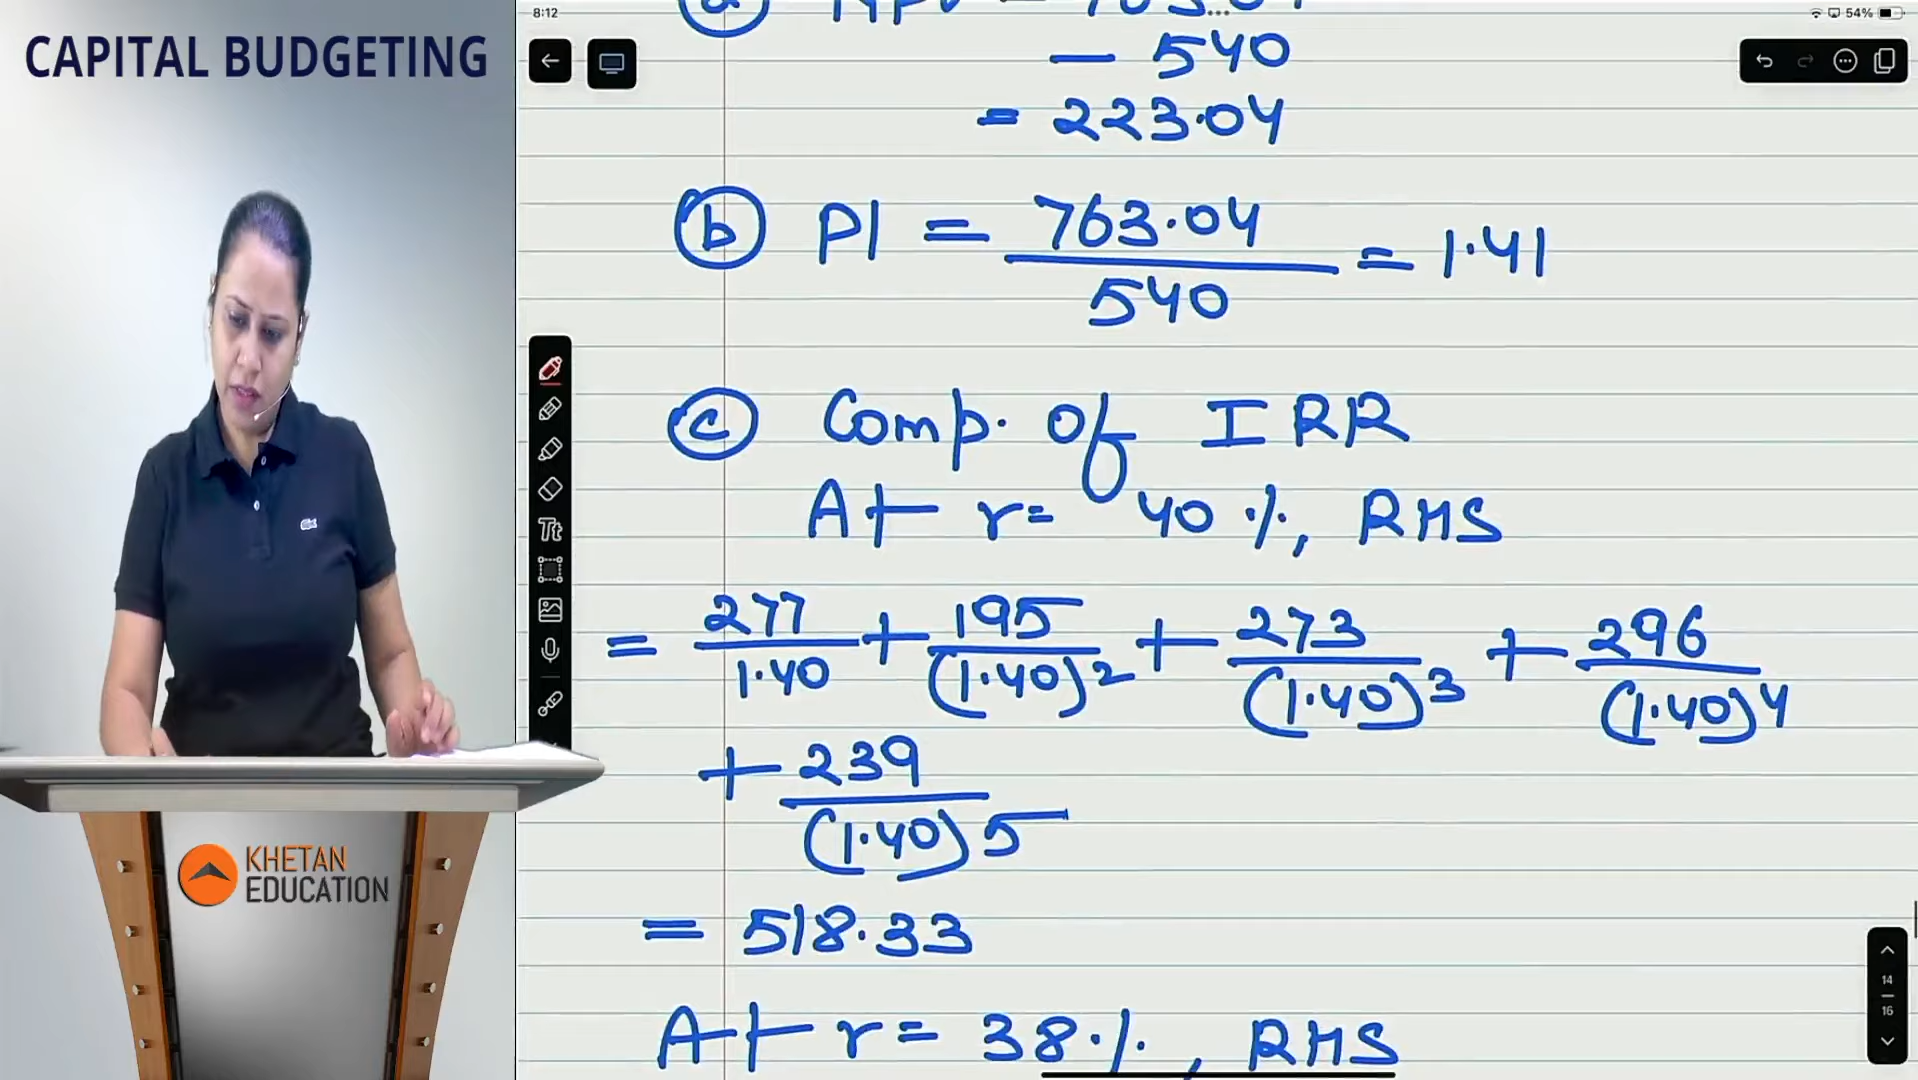 CAPITAL BUDGETING
8:12
54%
- 540
= 223.04
(b) PI = 763.04 / 540 = 1.41
(c) Comp. of IRR
At r = 40 %, RHS
= 277 / 1.40 + 195 / (1.40)2 + 273 / (1.40)3 + 296 / (1.40)4
+ 239 / (1.40)5
= 518.33
At r = 38 %, RHS
Tt
14
16
KHETAN
EDUCATION